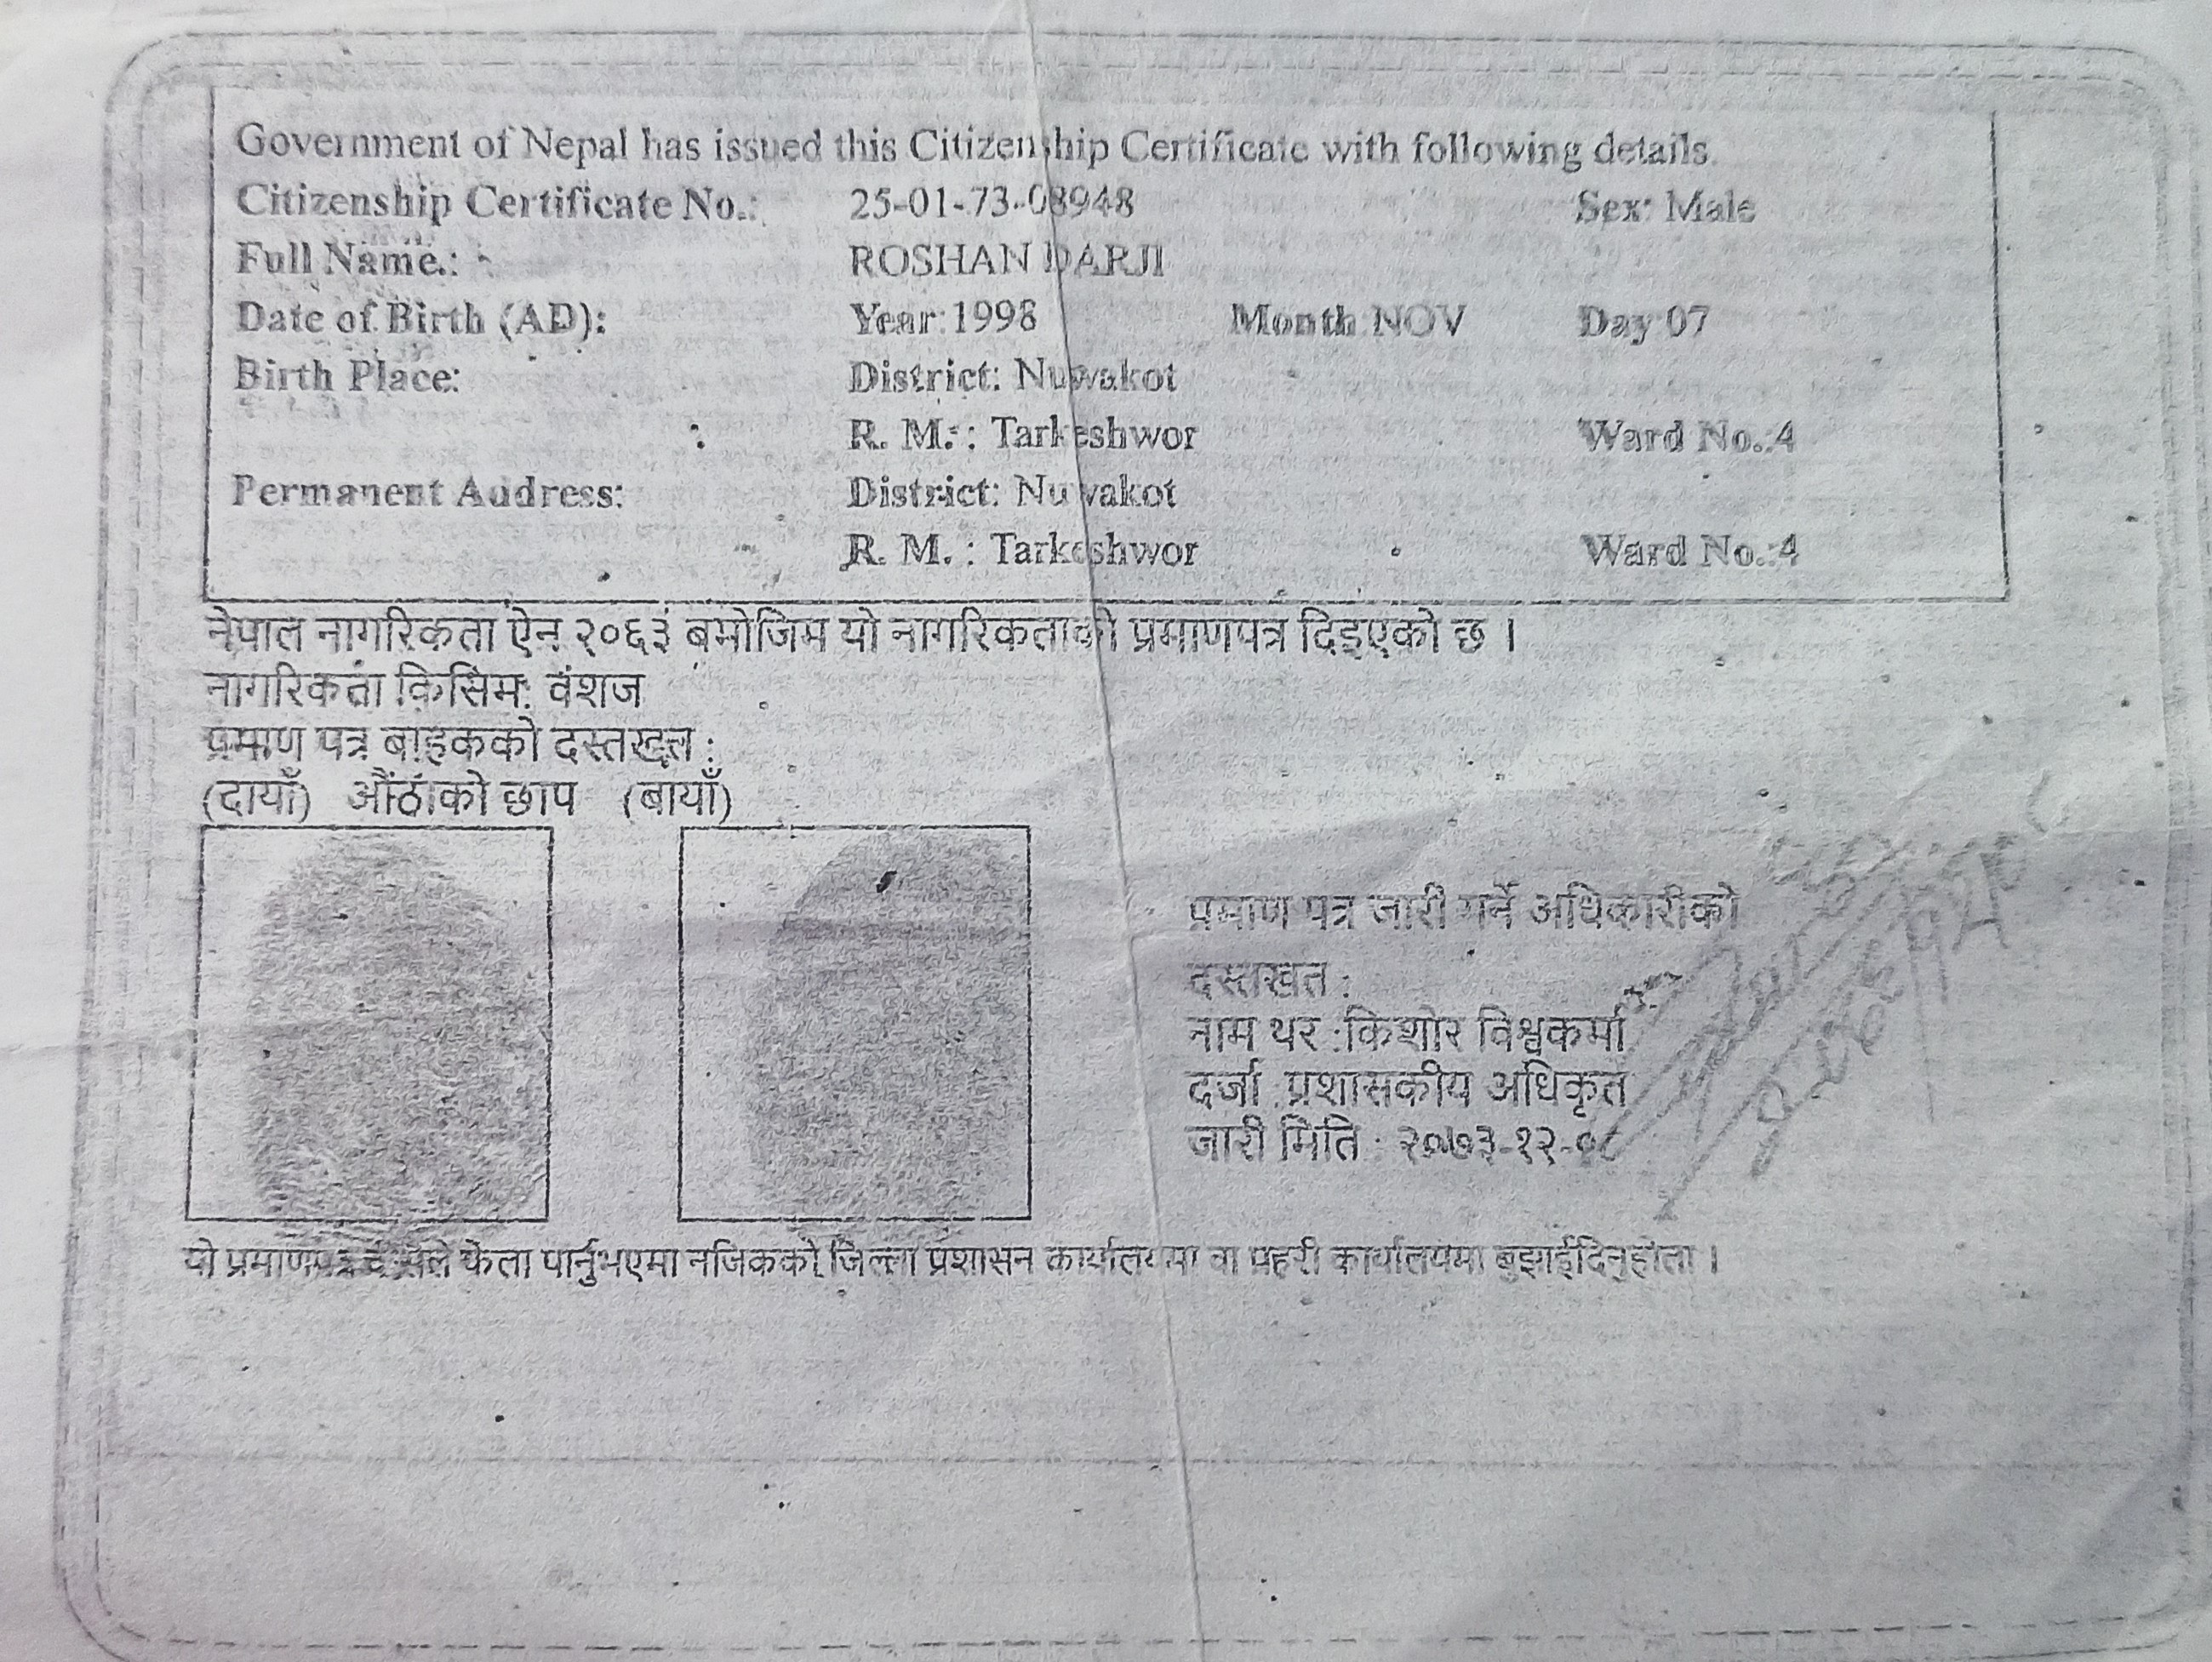 Government of Nepal has issued this Citizenship Certificate with following details.
Citizenship Certificate No.: 25-01-73-08948 Sex: Male
Full Name.: ROSHAN DARJI
Date of Birth (AD): Year:1998 Month:NOV Day 07
Birth Place: District: Nuwakot
R. M. : Tarkeshwor Ward No.:4
Permanent Address: District: Nuwakot
R. M. : Tarkeshwor Ward No.:4
नेपाल नागरिकता ऐन २०६३ बमोजिम यो नागरिकताको प्रमाणपत्र दिइएको छ ।
नागरिकता किसिम: वंशज
प्रमाण पत्र बाहकको दस्तखत :
(दायाँ) औंठाको छाप (बायाँ)
प्रमाण पत्र जारी गर्ने अधिकारीको
दस्तखत :
नाम थर :किशोर विश्वकर्मा
दर्जा :प्रशासकीय अधिकृत
जारी मिति : २०७३-१२-०८
यो प्रमाणपत्र फेला पार्नुभएमा नजिकको जिल्ला प्रशासन कार्यालयमा वा प्रहरी कार्यालयमा बुझाईदिनुहोला ।